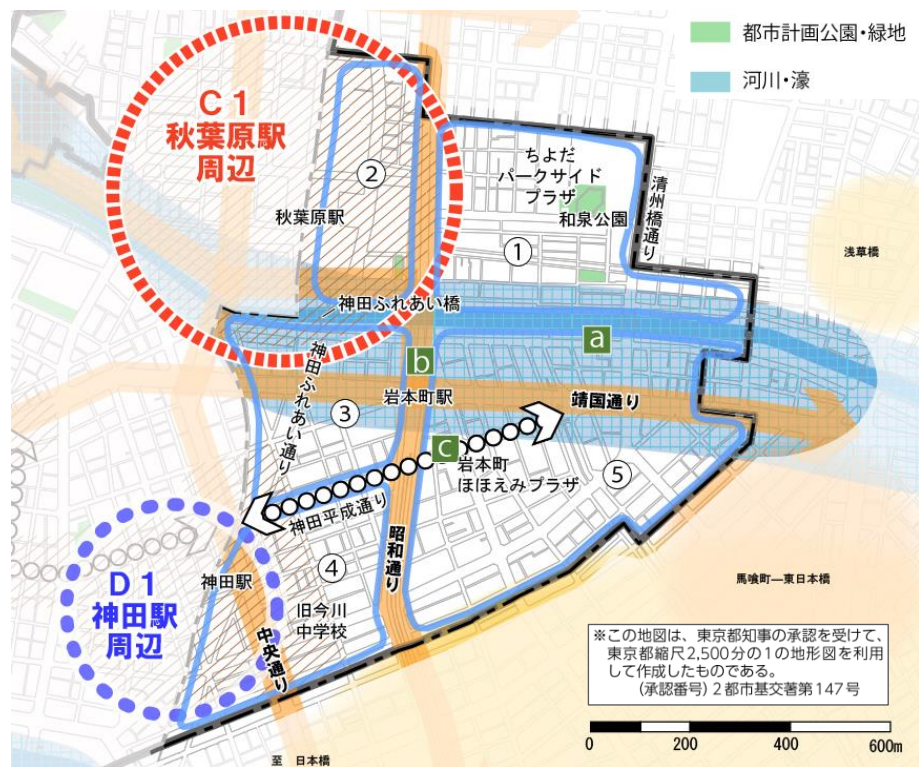 都市計画公園・緑地
河川・濠
C1
秋葉原駅
周辺
②
ちよだ
パークサイド
プラザ
和泉公園
清州橋通り
秋葉原駅
①
浅草橋
神田ふれあい橋
a
神田ふれあい通り
b
岩本町駅
靖国通り
③
C
岩本町
ほほえみプラザ
⑤
神田平成通り
昭和通り
④
D1
神田駅
周辺
神田駅
旧今川
中学校
中央通り
馬喰町―東日本橋
※この地図は、東京都知事の承認を受けて、
東京都縮尺2,500分の1の地形図を利用
して作成したものである。
(承認番号)2都市基交著第147号
0 200 400 600m
至 日本橋